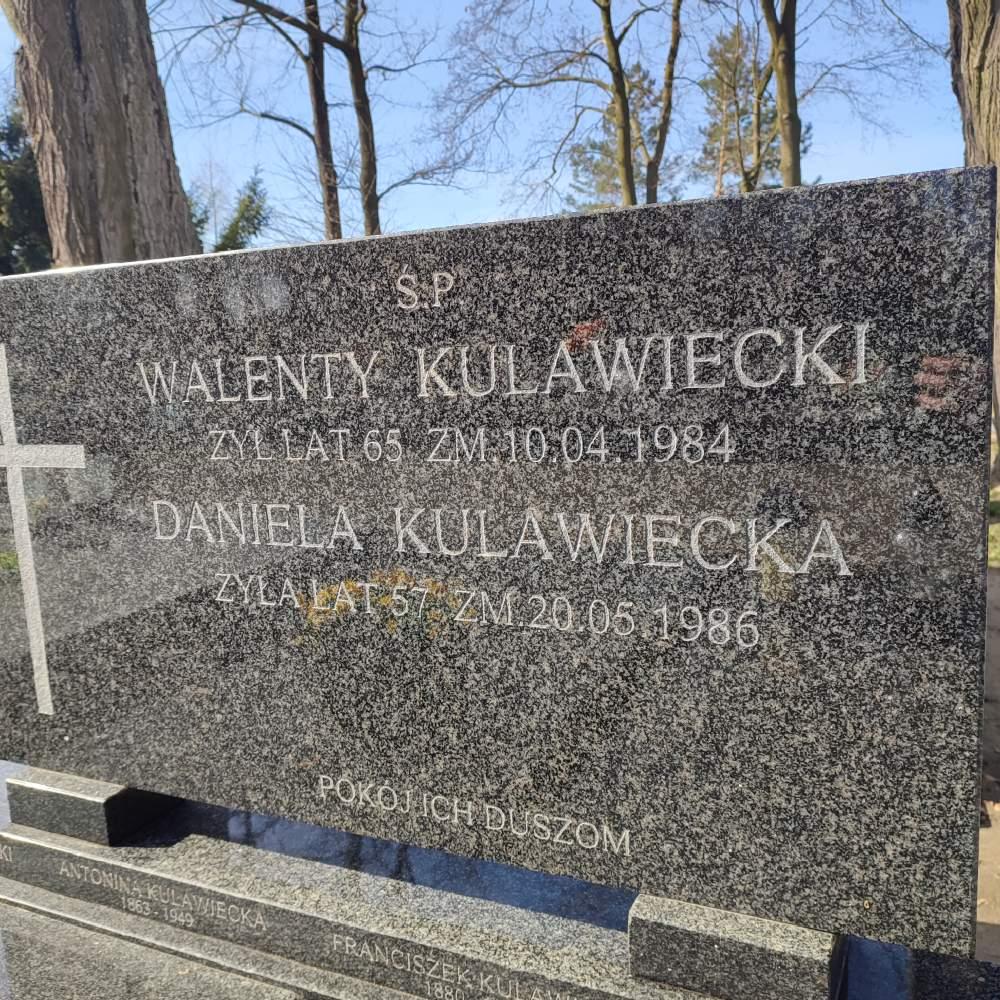 Ś.P.
WALENTY KULAWIECKI
ŻYŁ LAT 65 ZM.10.04.1984
DANIELA KULAWIECKA
ŻYŁA LAT 57 ZM.20.05.1986
POKÓJ ICH DUSZOM
ANTONINA KULAWIECKA
1863-1949
FRANCISZEK
1880